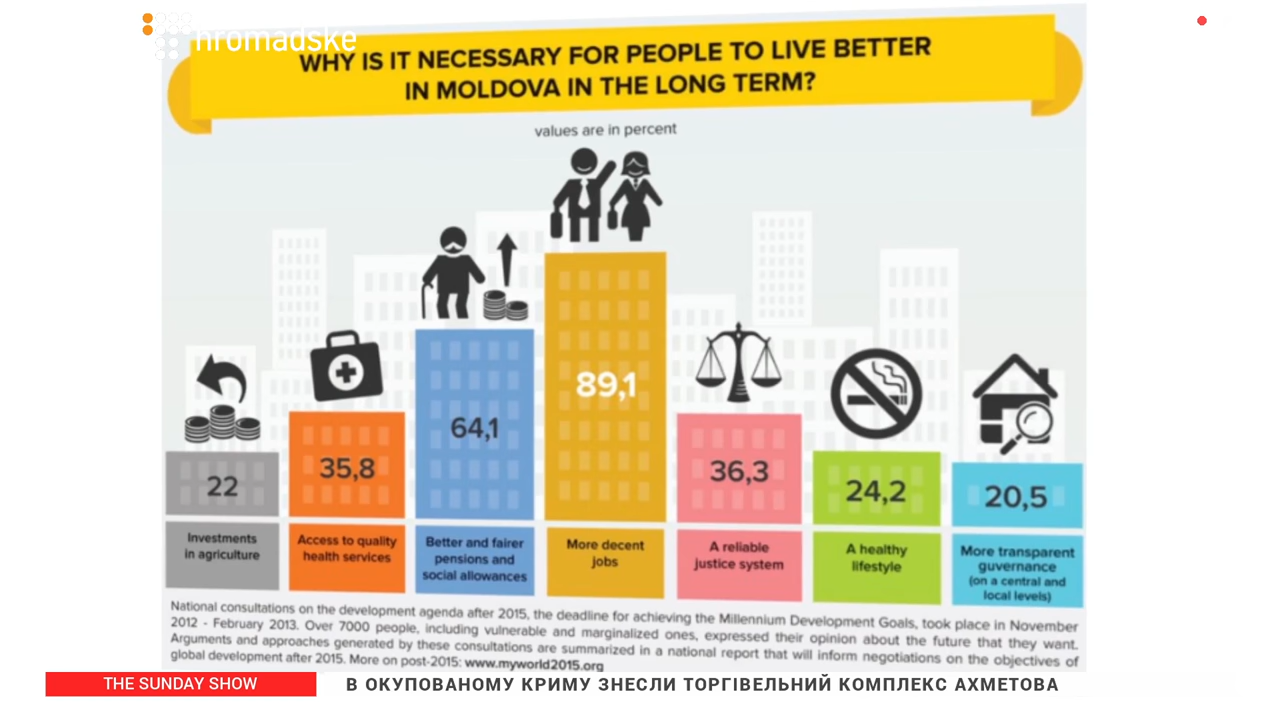 hromadske
WHY IS IT NECESSARY FOR PEOPLE TO LIVE BETTER
IN MOLDOVA IN THE LONG TERM?
values are in percent
22
35,8
64,1
89,1
36,3
24,2
20,5
Investments
in agriculture
Access to quality
health services
Better and fairer
pensions and
social allowances
More decent
jobs
A reliable
justice system
A healthy
lifestyle
More transparent
guvernance
(on a central and
local levels)
National consultations on the development agenda after 2015, the deadline for achieving the Millennium Development Goals, took place in November
2012 - February 2013. Over 7000 people, including vulnerable and marginalized ones, expressed their opinion about the future that they want.
Arguments and approaches generated by these consultations are summarized in a national report that will inform negotiations on the objectives of
global development after 2015. More on post-2015: www.myworld2015.org
THE SUNDAY SHOW
В ОКУПОВАНОМУ КРИМУ ЗНЕСЛИ ТОРГІВЕЛЬНИЙ КОМПЛЕКС АХМЕТОВА